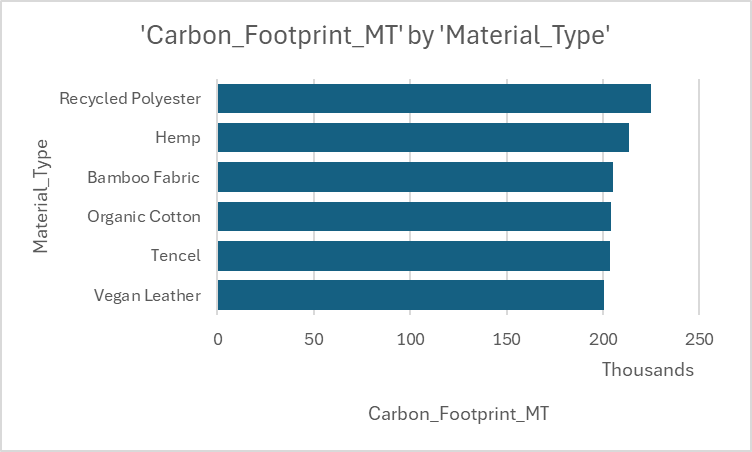 'Carbon_Footprint_MT' by 'Material_Type'
Material_Type
Recycled Polyester
Hemp
Bamboo Fabric
Organic Cotton
Tencel
Vegan Leather
0 50 100 150 200 250
Thousands
Carbon_Footprint_MT